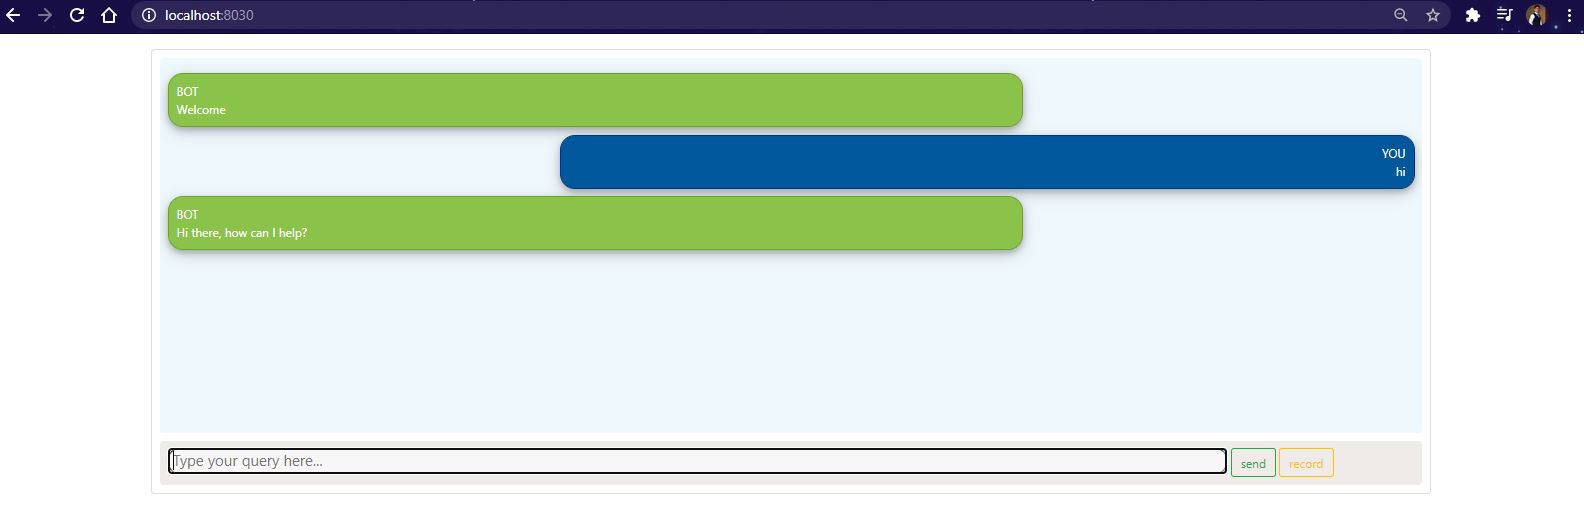 localhost:8030
BOT
Welcome
YOU
hi
BOT
Hi there, how can I help?
Type your query here...
send
record